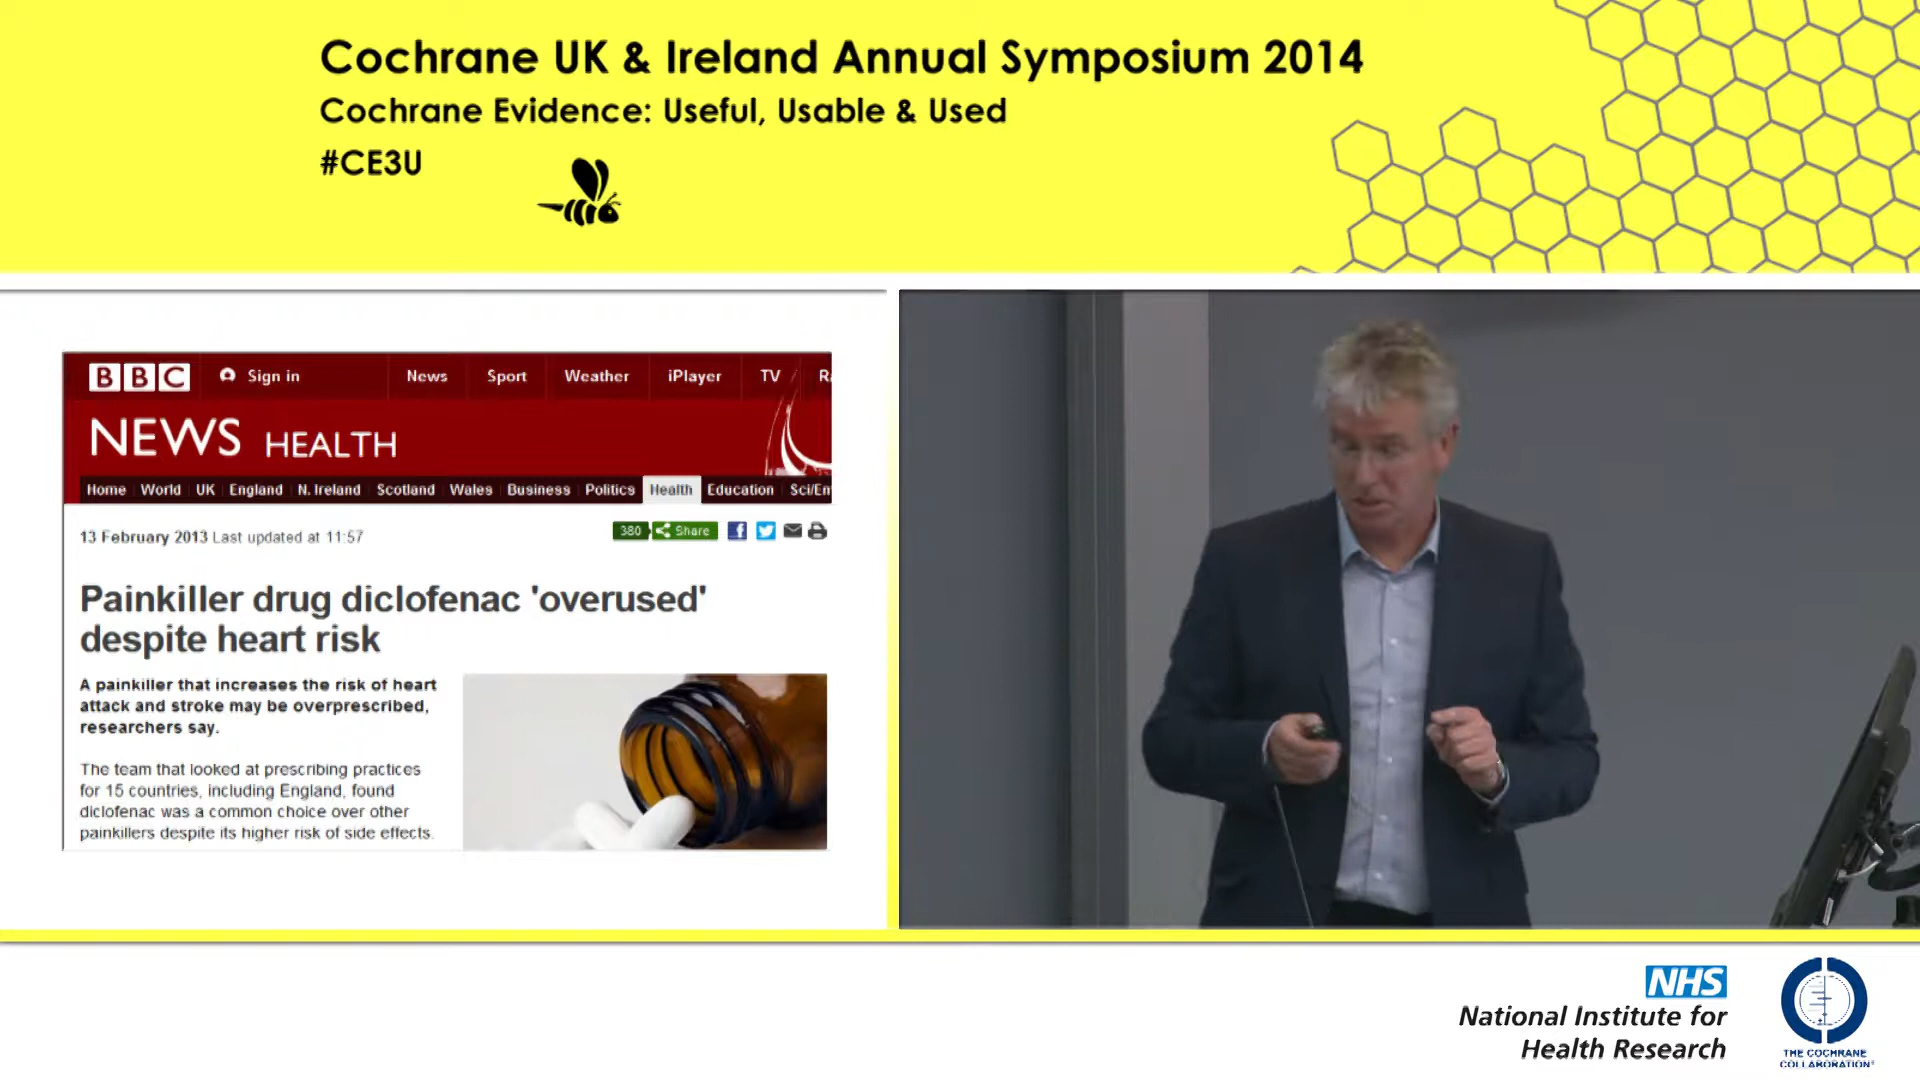 Cochrane UK & Ireland Annual Symposium 2014
Cochrane Evidence: Useful, Usable & Used
#CE3U
BBC Sign in News Sport Weather iPlayer TV
NEWS HEALTH
Home World UK England N. Ireland Scotland Wales Business Politics Health Education Sci/En
13 February 2013 Last updated at 11:57
380 Share
Painkiller drug diclofenac 'overused'
despite heart risk
A painkiller that increases the risk of heart
attack and stroke may be overprescribed,
researchers say.
The team that looked at prescribing practices
for 15 countries, including England, found
diclofenac was a common choice over other
painkillers despite its higher risk of side effects.
NHS
National Institute for
Health Research
THE COCHRANE
COLLABORATION®